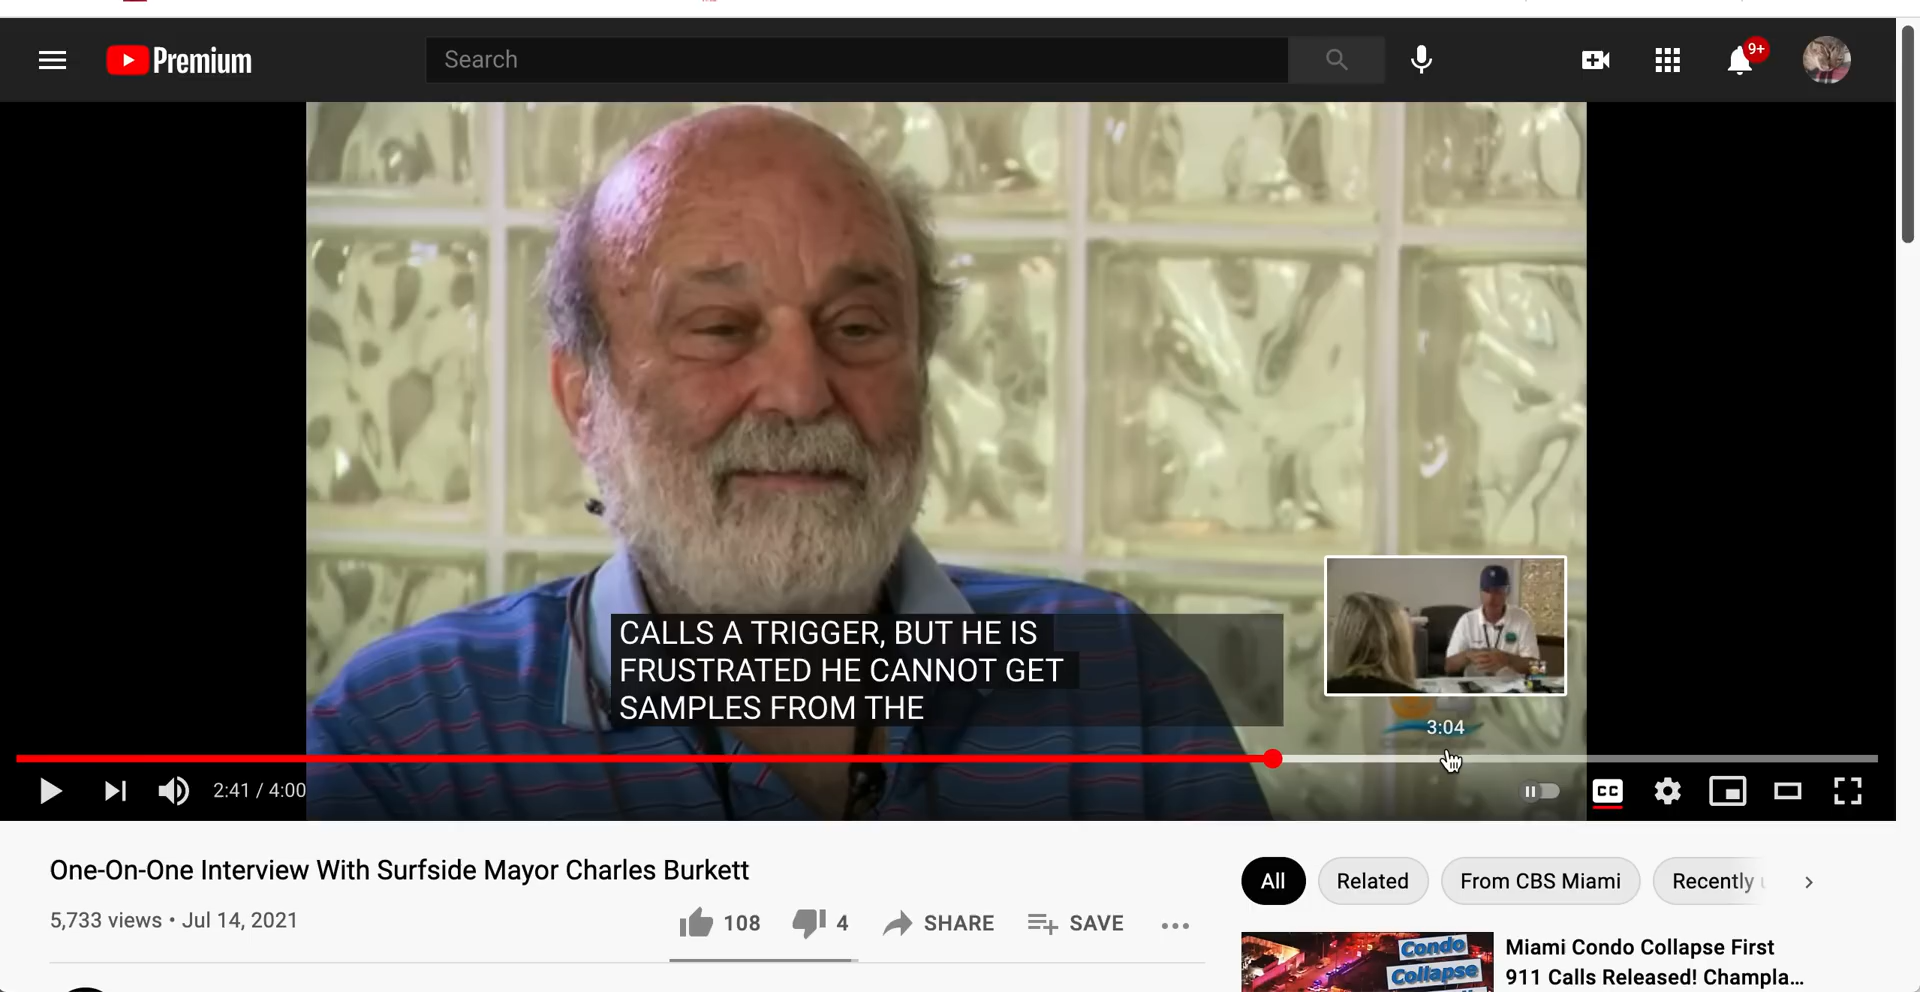 Premium
Search
9+
CALLS A TRIGGER, BUT HE IS
FRUSTRATED HE CANNOT GET
SAMPLES FROM THE
3:04
2:41 / 4:00
CC
One-On-One Interview With Surfside Mayor Charles Burkett
5,733 views • Jul 14, 2021
108
4
SHARE
SAVE
All
Related
From CBS Miami
Recently
Condo
Collapse
Miami Condo Collapse First
911 Calls Released! Champla...